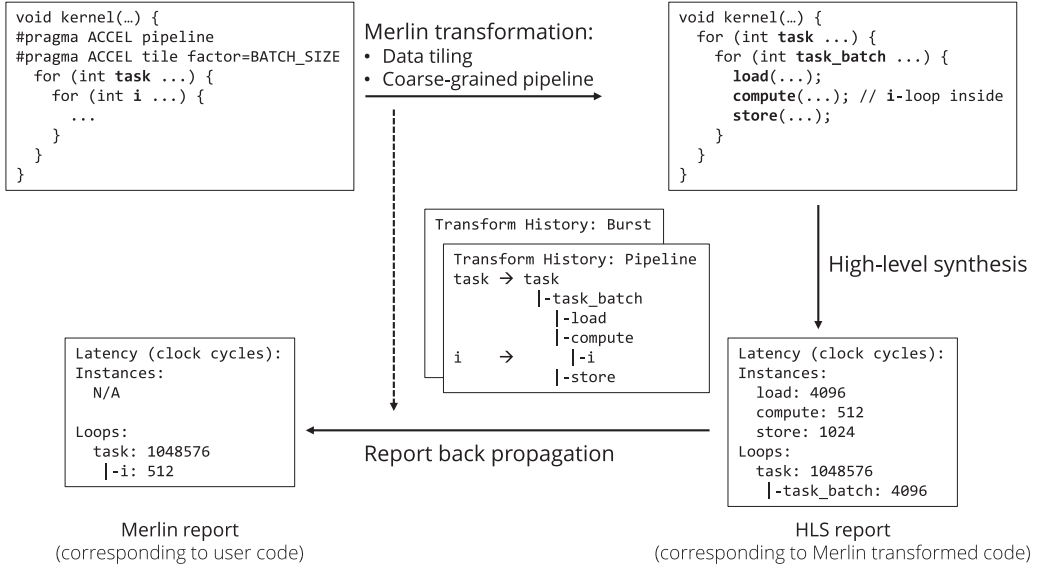 void kernel(…) {
#pragma ACCEL pipeline
#pragma ACCEL tile factor=BATCH_SIZE
for (int task ...) {
for (int i ...) {
...
}
}
}
Merlin transformation:
• Data tiling
• Coarse-grained pipeline
void kernel(…) {
for (int task ...) {
for (int task_batch ...) {
load(...);
compute(...); // i-loop inside
store(...);
}
}
}
Transform History: Burst
Transform History: Pipeline
task → task
|-task_batch
|-load
|-compute
i → |-i
|-store
High-level synthesis
Latency (clock cycles):
Instances:
N/A
Loops:
task: 1048576
|-i: 512
Report back propagation
Latency (clock cycles):
Instances:
load: 4096
compute: 512
store: 1024
Loops:
task: 1048576
|-task_batch: 4096
Merlin report
(corresponding to user code)
HLS report
(corresponding to Merlin transformed code)